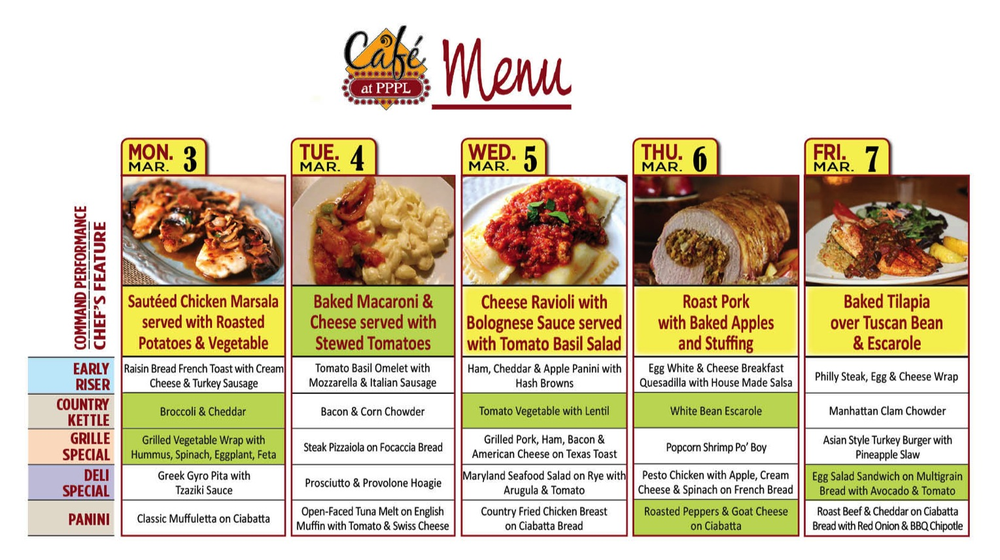 Café
at PPPL
Menu
MON.
MAR. 3
TUE.
MAR. 4
WED.
MAR. 5
THU.
MAR. 6
FRI.
MAR. 7
F
COMMAND PERFORMANCE
CHEF'S FEATURE
Sautéed Chicken Marsala
served with Roasted
Potatoes & Vegetable
Baked Macaroni &
Cheese served with
Stewed Tomatoes
Cheese Ravioli with
Bolognese Sauce served
with Tomato Basil Salad
Roast Pork
with Baked Apples
and Stuffing
Baked Tilapia
over Tuscan Bean
& Escarole
EARLY
RISER
Raisin Bread French Toast with Cream
Cheese & Turkey Sausage
Tomato Basil Omelet with
Mozzarella & Italian Sausage
Ham, Cheddar & Apple Panini with
Hash Browns
Egg White & Cheese Breakfast
Quesadilla with House Made Salsa
Philly Steak, Egg & Cheese Wrap
COUNTRY
KETTLE
Broccoli & Cheddar
Bacon & Corn Chowder
Tomato Vegetable with Lentil
White Bean Escarole
Manhattan Clam Chowder
GRILLE
SPECIAL
Grilled Vegetable Wrap with
Hummus, Spinach, Eggplant, Feta
Steak Pizzaiola on Focaccia Bread
Grilled Pork, Ham, Bacon &
American Cheese on Texas Toast
Popcorn Shrimp Po' Boy
Asian Style Turkey Burger with
Pineapple Slaw
DELI
SPECIAL
Greek Gyro Pita with
Tzaziki Sauce
Prosciutto & Provolone Hoagie
Maryland Seafood Salad on Rye with
Arugula & Tomato
Pesto Chicken with Apple, Cream
Cheese & Spinach on French Bread
Egg Salad Sandwich on Multigrain
Bread with Avocado & Tomato
PANINI
Classic Muffuletta on Ciabatta
Open-Faced Tuna Melt on English
Muffin with Tomato & Swiss Cheese
Country Fried Chicken Breast
on Ciabatta Bread
Roasted Peppers & Goat Cheese
on Ciabatta
Roast Beef & Cheddar on Ciabatta
Bread with Red Onion & BBQ Chipotle